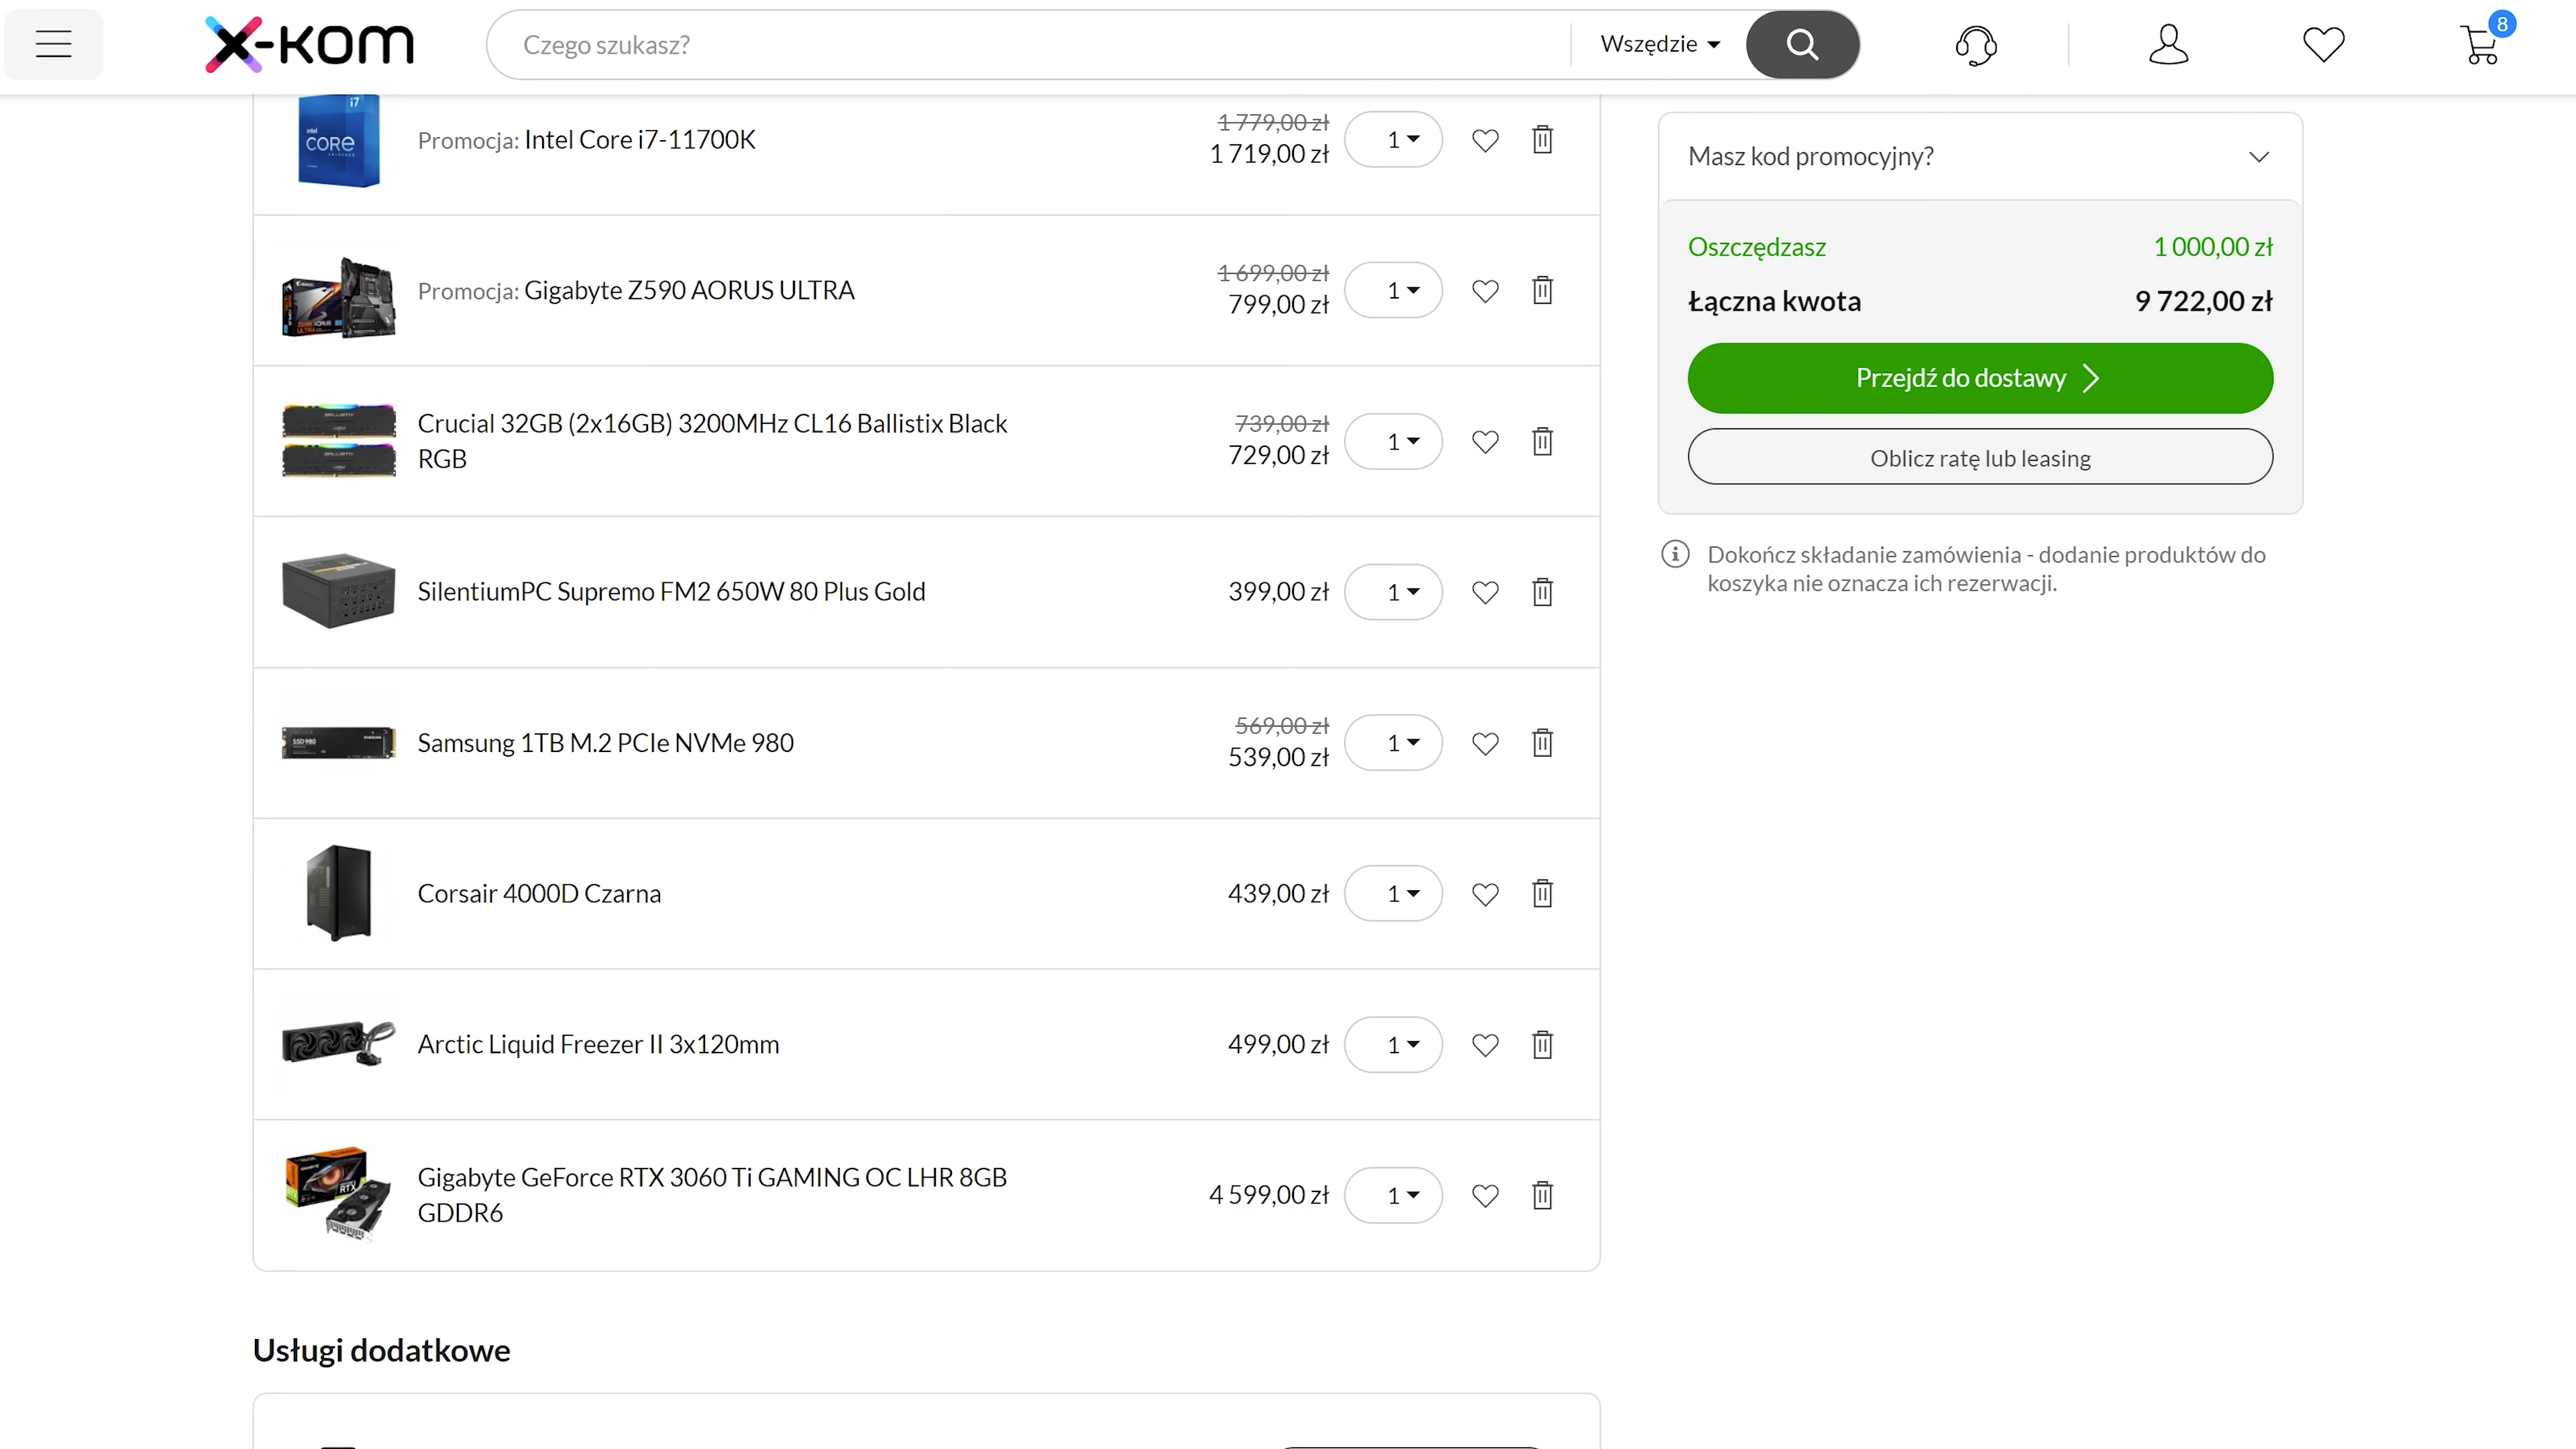 x-kom
Czego szukasz?
Wszędzie
8
i7
intel
CORE
Promocja: Intel Core i7-11700K
1 779,00 zł
1 719,00 zł
1
Masz kod promocyjny?
Oszczędzasz
1 000,00 zł
Łączna kwota
9 722,00 zł
Przejdź do dostawy
Oblicz ratę lub leasing
Dokończ składanie zamówienia - dodanie produktów do
koszyka nie oznacza ich rezerwacji.
Promocja: Gigabyte Z590 AORUS ULTRA
1 699,00 zł
799,00 zł
1
Crucial 32GB (2x16GB) 3200MHz CL16 Ballistix Black
RGB
739,00 zł
729,00 zł
1
SilentiumPC Supremo FM2 650W 80 Plus Gold
399,00 zł
1
Samsung 1TB M.2 PCIe NVMe 980
569,00 zł
539,00 zł
1
Corsair 4000D Czarna
439,00 zł
1
Arctic Liquid Freezer II 3x120mm
499,00 zł
1
RTX
Gigabyte GeForce RTX 3060 Ti GAMING OC LHR 8GB
GDDR6
4 599,00 zł
1
Usługi dodatkowe